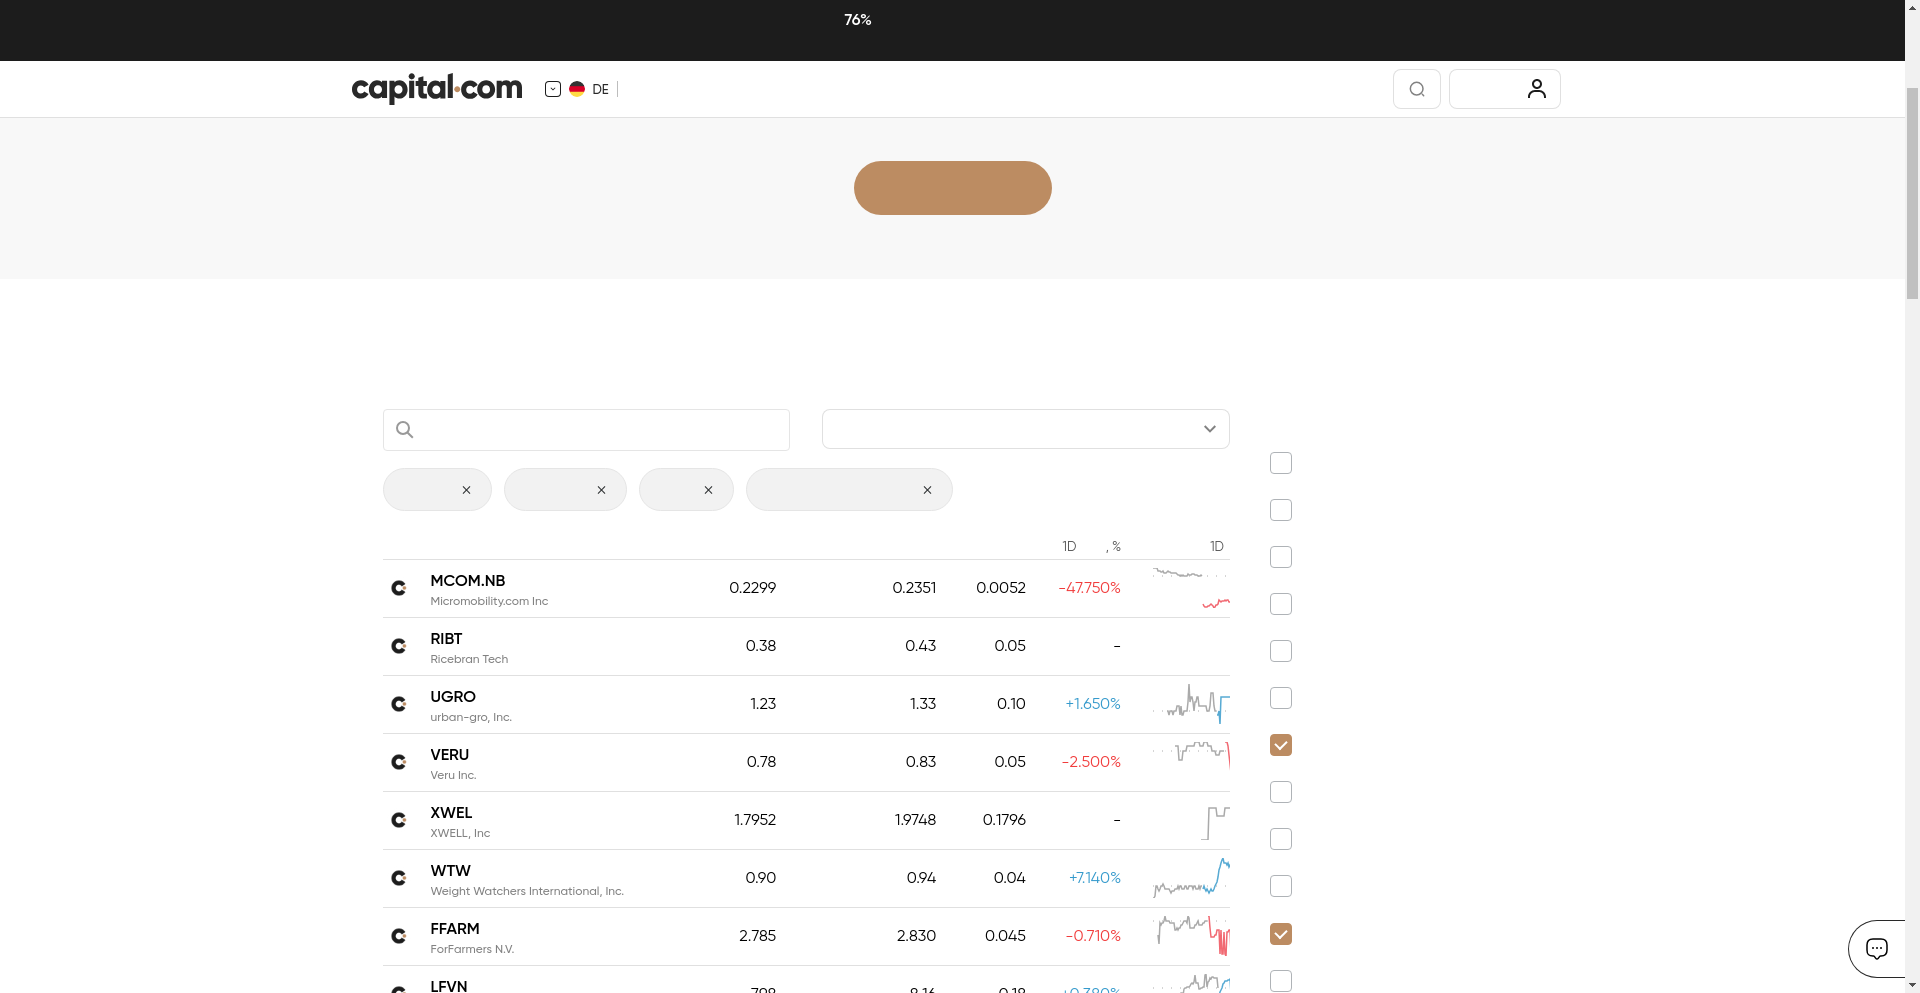 76%
capital.com
DE
1D , % 1D
MCOM.NB
Micromobility.com Inc
0.2299 0.2351 0.0052 -47.750%
RIBT
Ricebran Tech
0.38 0.43 0.05 -
UGRO
urban-gro, Inc.
1.23 1.33 0.10 +1.650%
VERU
Veru Inc.
0.78 0.83 0.05 -2.500%
XWEL
XWELL, Inc
1.7952 1.9748 0.1796 -
WTW
Weight Watchers International, Inc.
0.90 0.94 0.04 +7.140%
FFARM
ForFarmers N.V.
2.785 2.830 0.045 -0.710%
LFVN